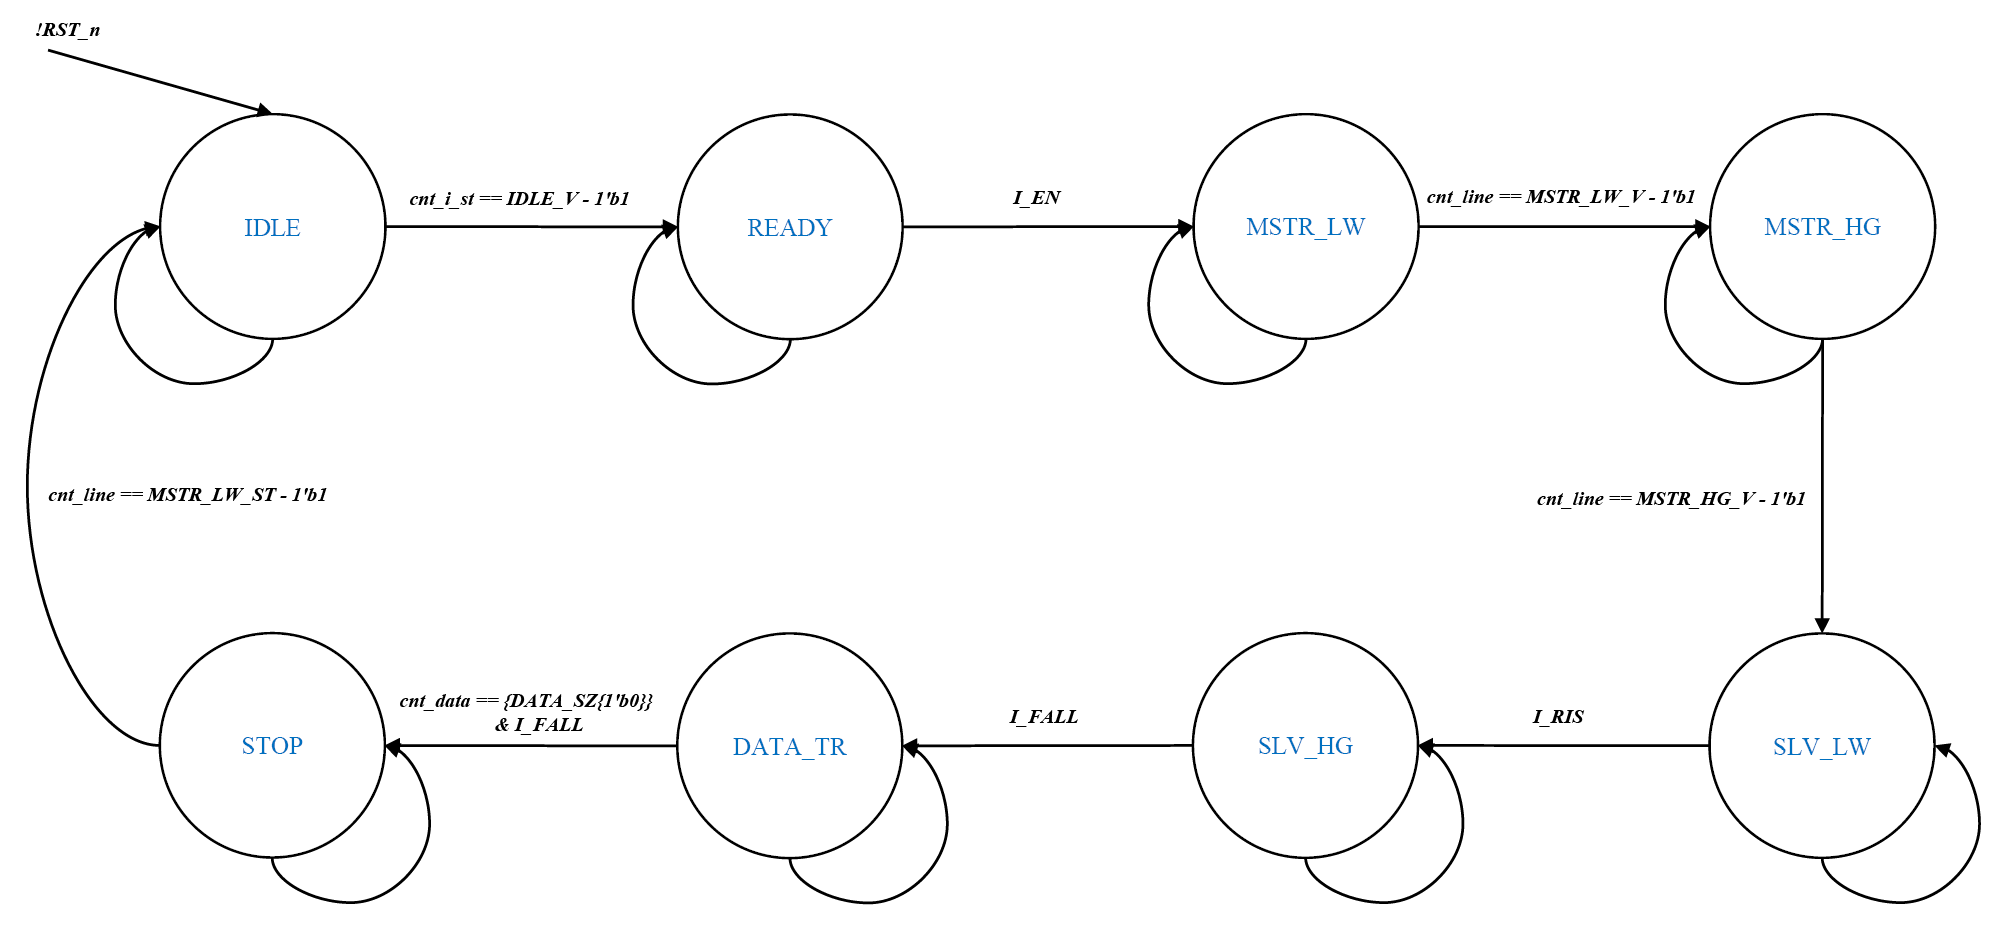 !RST_n
cnt_i_st == IDLE_V - 1'b1
I_EN
cnt_line == MSTR_LW_V - 1'b1
IDLE
READY
MSTR_LW
MSTR_HG
cnt_line == MSTR_LW_ST - 1'b1
cnt_line == MSTR_HG_V - 1'b1
cnt_data == {DATA_SZ{1'b0}}
& I_FALL
I_FALL
I_RIS
STOP
DATA_TR
SLV_HG
SLV_LW